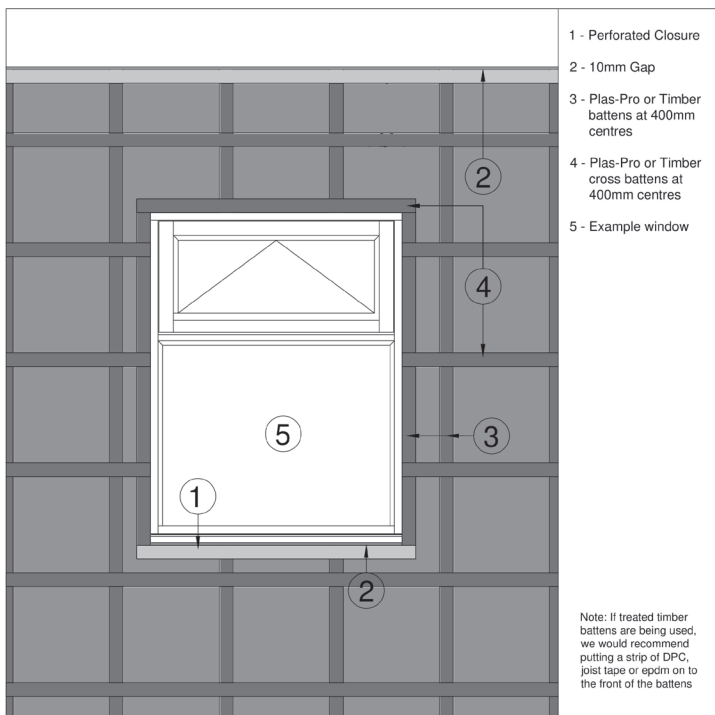 1 - Perforated Closure
2 - 10mm Gap
3 - Plas-Pro or Timber
battens at 400mm
centres
4 - Plas-Pro or Timber
cross battens at
400mm centres
5 - Example window
2
4
3
5
1
2
Note: If treated timber
battens are being used,
we would recommend
putting a strip of DPC,
joist tape or epdm on to
the front of the battens